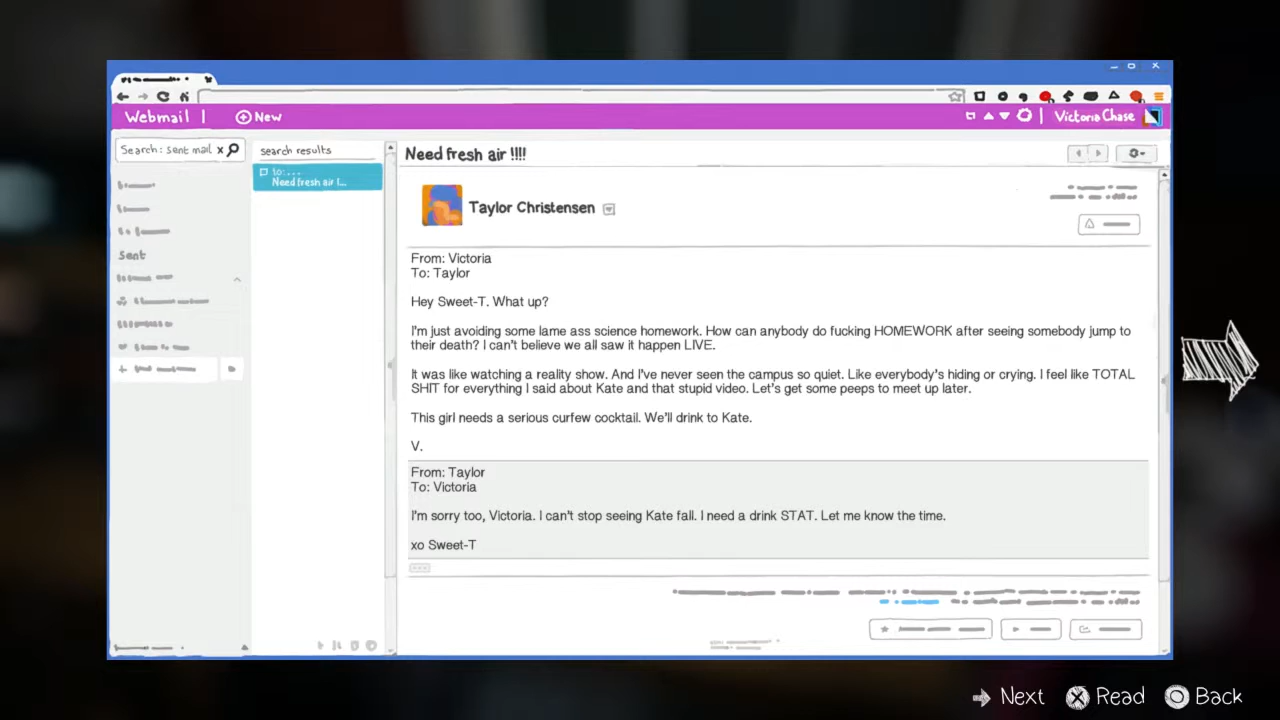 Webmail | New Victoria Chase
Search: sent mail x
search results
Need fresh air !!!!
to:...
Need fresh air !...
Taylor Christensen
Sent
From: Victoria
To: Taylor
Hey Sweet-T. What up?
I'm just avoiding some lame ass science homework. How can anybody do fucking HOMEWORK after seeing somebody jump to
their death? I can't believe we all saw it happen LIVE.
It was like watching a reality show. And I've never seen the campus so quiet. Like everybody's hiding or crying. I feel like TOTAL
SHIT for everything I said about Kate and that stupid video. Let's get some peeps to meet up later.
This girl needs a serious curfew cocktail. We'll drink to Kate.
V.
From: Taylor
To: Victoria
I'm sorry too, Victoria. I can't stop seeing Kate fall. I need a drink STAT. Let me know the time.
xo Sweet-T
Next Read Back